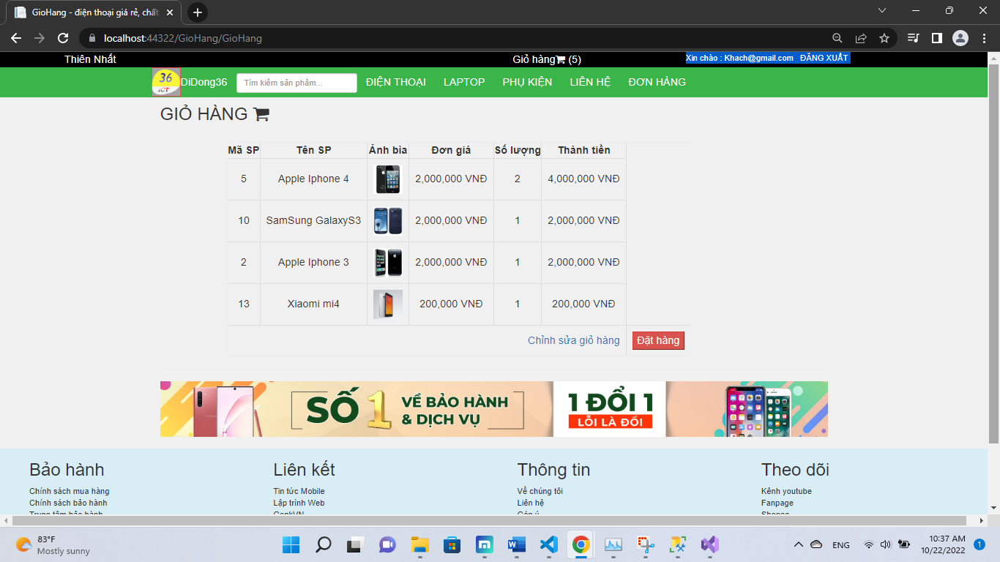 GioHang - điện thoại giá rẻ, chất
localhost:44322/GioHang/GioHang
Thiên Nhất Giỏ hàng (5) Xin chào : Khach@gmail.com ĐĂNG XUẤT
36 ICT DiDong36 Tìm kiếm sản phẩm... ĐIỆN THOẠI LAPTOP PHỤ KIỆN LIÊN HỆ ĐƠN HÀNG
GIỎ HÀNG
Mã SP Tên SP Ảnh bìa Đơn giá Số lượng Thành tiền
5 Apple Iphone 4 2,000,000 VNĐ 2 4,000,000 VNĐ
10 SamSung GalaxyS3 2,000,000 VNĐ 1 2,000,000 VNĐ
2 Apple Iphone 3 2,000,000 VNĐ 1 2,000,000 VNĐ
13 Xiaomi mi4 200,000 VNĐ 1 200,000 VNĐ
Chỉnh sửa giỏ hàng Đặt hàng
SỐ 1 VỀ BẢO HÀNH & DỊCH VỤ
1 ĐỔI 1
LỖI LÀ ĐỔI
Bảo hành Liên kết Thông tin Theo dõi
Chính sách mua hàng Tin tức Mobile Về chúng tôi Kênh youtube
Chính sách bảo hành Lập trình Web Liên hệ Fanpage
Trung tâm bảo hành GenkVN Góp ý Shopee
83°F
Mostly sunny
ENG
10:37 AM
10/22/2022
1